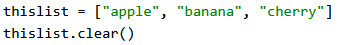 thislist = ["apple", "banana", "cherry"]
thislist.clear()